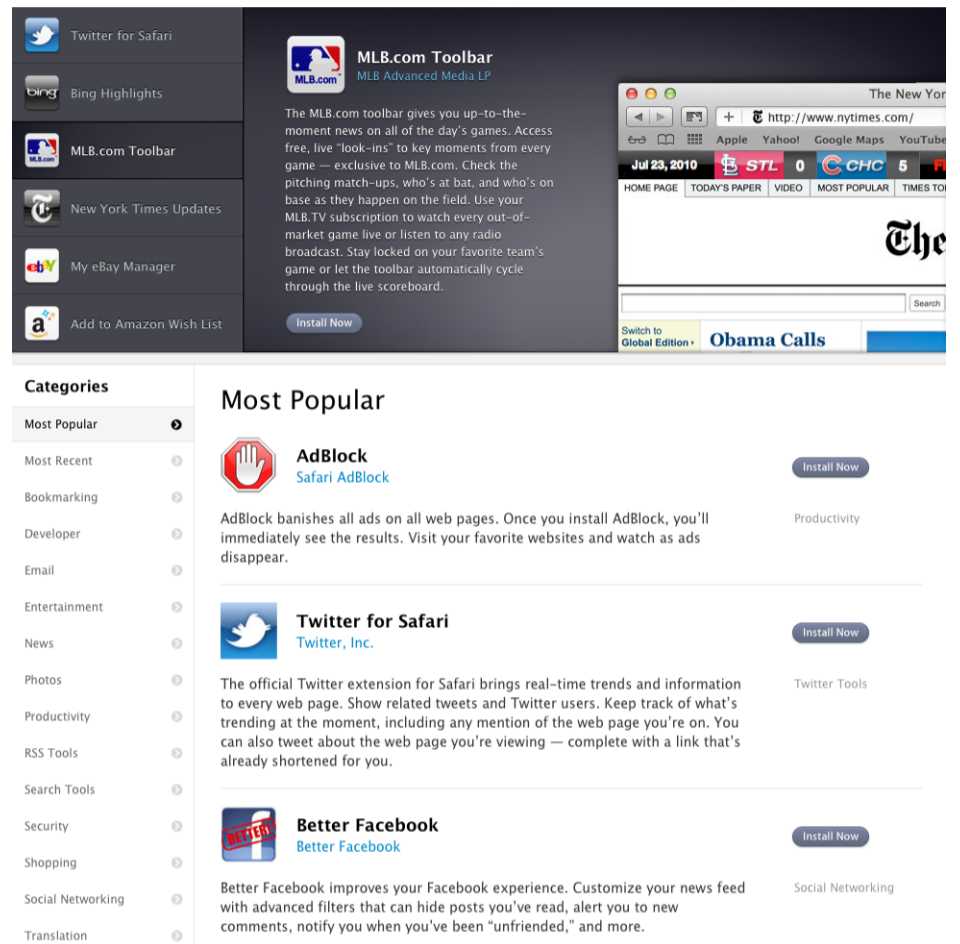 Twitter for Safari
bing
Bing Highlights
MLB.com
MLB.com Toolbar
New York Times Updates
ebY
My eBay Manager
a
Add to Amazon Wish List
MLB.com
MLB.com Toolbar
MLB Advanced Media LP
The MLB.com toolbar gives you up-to-the-
moment news on all of the day's games. Access
free, live “look-ins” to key moments from every
game — exclusive to MLB.com. Check the
pitching match-ups, who's at bat, and who's on
base as they happen on the field. Use your
MLB.TV subscription to watch every out-of-
market game live or listen to any radio
broadcast. Stay locked on your favorite team's
game or let the toolbar automatically cycle
through the live scoreboard.
Install Now
The New Yor
http://www.nytimes.com/
Apple Yahoo! Google Maps YouTube
Jul 23, 2010 STL 0 C CHC 5
HOME PAGE TODAY'S PAPER VIDEO MOST POPULAR TIMES TO
The
Search
Switch to
Global Edition ›
Obama Calls
Categories
Most Popular
Most Recent
Bookmarking
Developer
Email
Entertainment
News
Photos
Productivity
RSS Tools
Search Tools
Security
Shopping
Social Networking
Translation
Most Popular
AdBlock
Safari AdBlock
Install Now
AdBlock banishes all ads on all web pages. Once you install AdBlock, you'll
immediately see the results. Visit your favorite websites and watch as ads
disappear.
Productivity
Twitter for Safari
Twitter, Inc.
Install Now
The official Twitter extension for Safari brings real-time trends and information
to every web page. Show related tweets and Twitter users. Keep track of what's
trending at the moment, including any mention of the web page you're on. You
can also tweet about the web page you're viewing — complete with a link that's
already shortened for you.
Twitter Tools
BETTER!
Better Facebook
Better Facebook
Install Now
Better Facebook improves your Facebook experience. Customize your news feed
with advanced filters that can hide posts you've read, alert you to new
comments, notify you when you've been “unfriended,” and more.
Social Networking